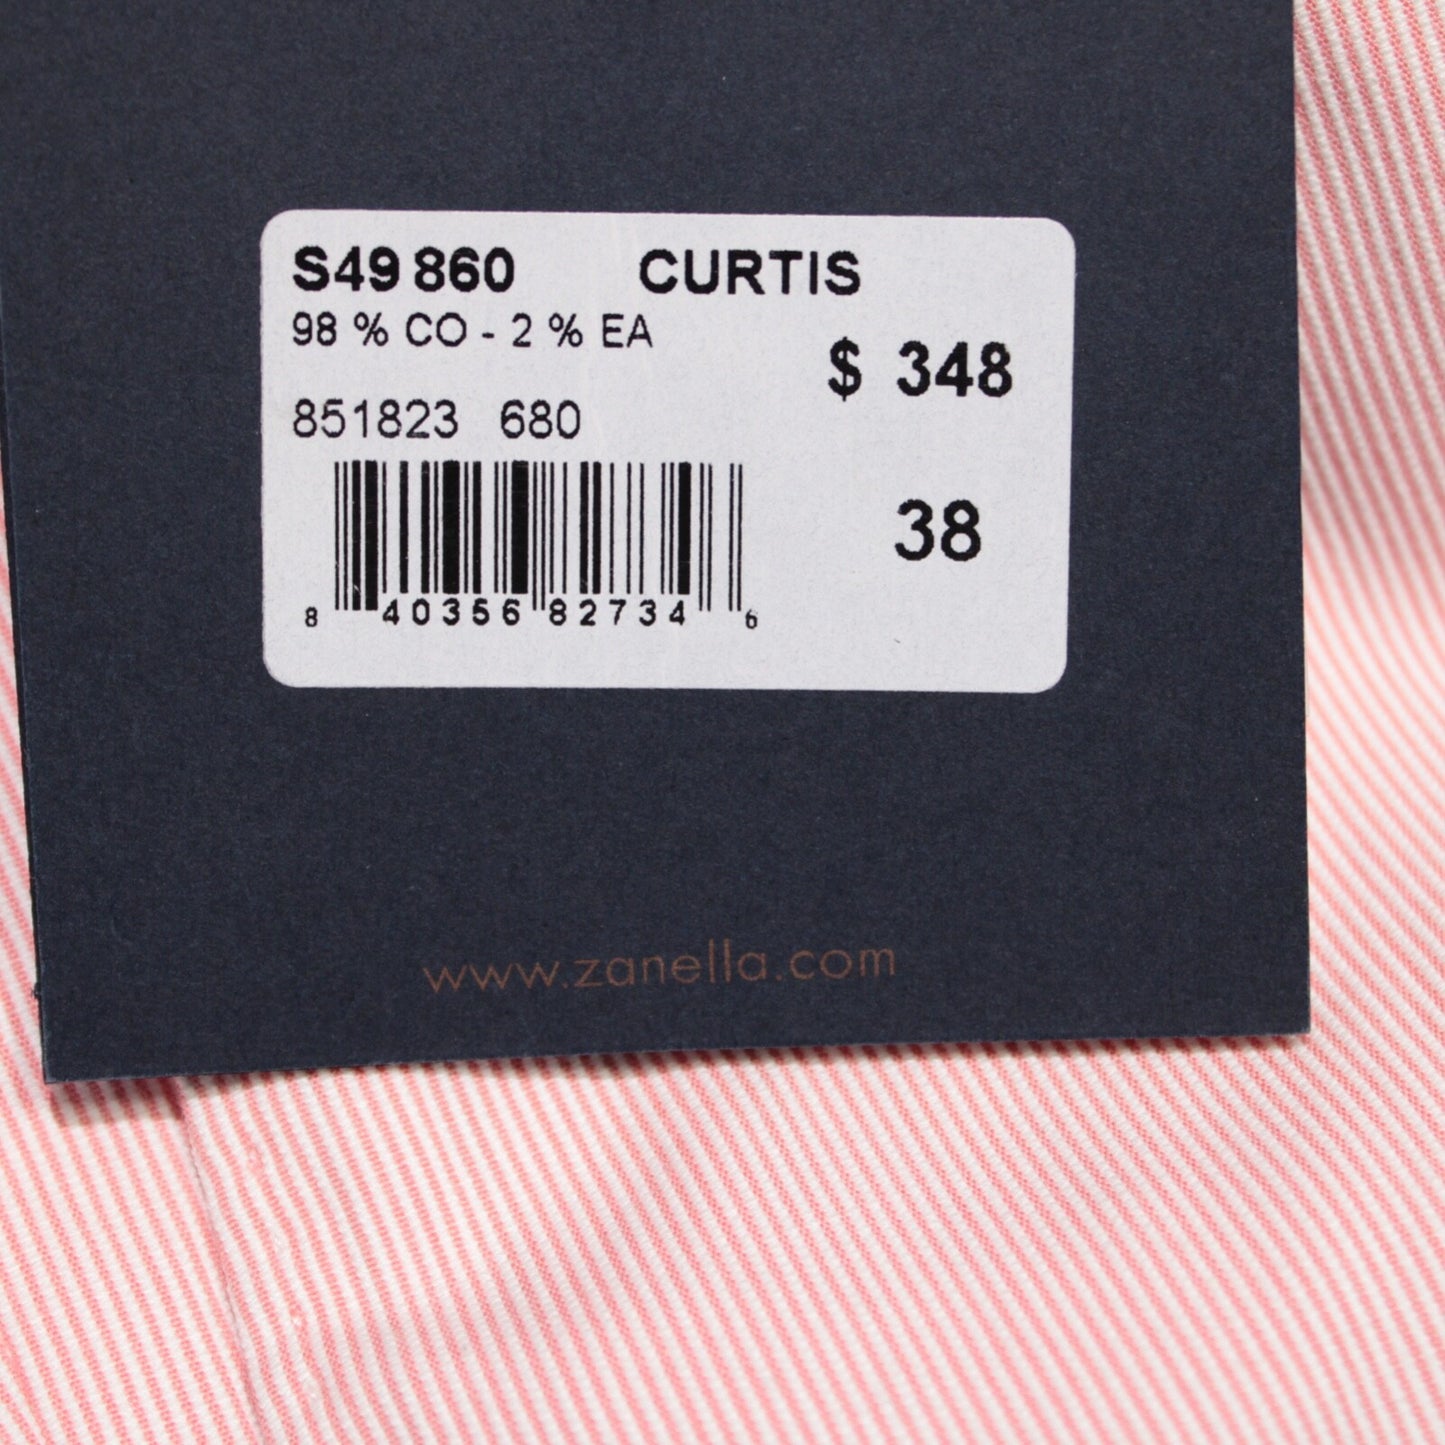 S49 860 CURTIS
98 % CO - 2 % EA
$ 348
851823 680
38
8 40356 82734 6
www.zanella.com